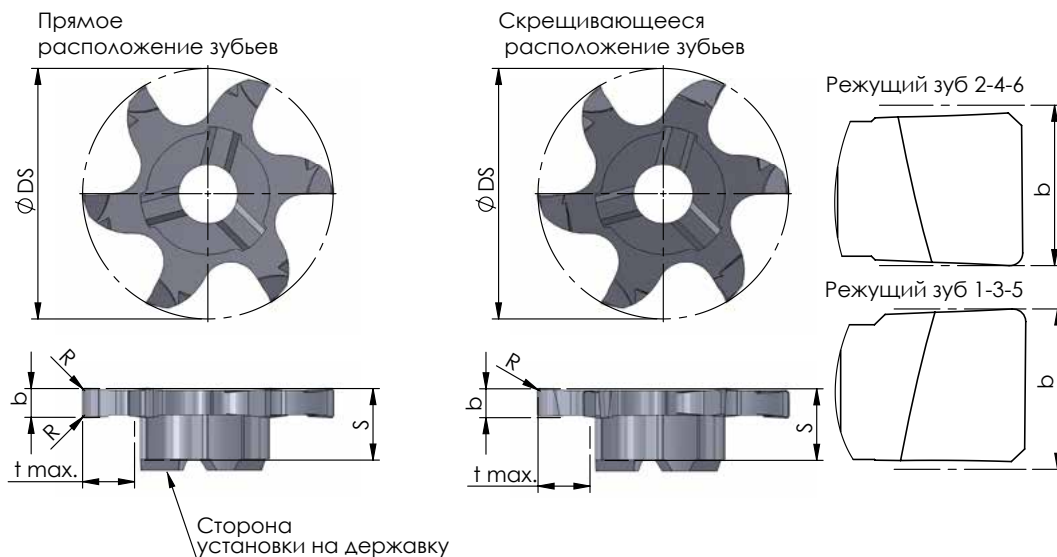 Прямое
расположение зубьев
Ø DS
b
R
R
t max.
S
Сторона
установки на державку
Скрещивающееся
расположение зубьев
Ø DS
b
R
t max.
S
Режущий зуб 2-4-6
b
Режущий зуб 1-3-5
b